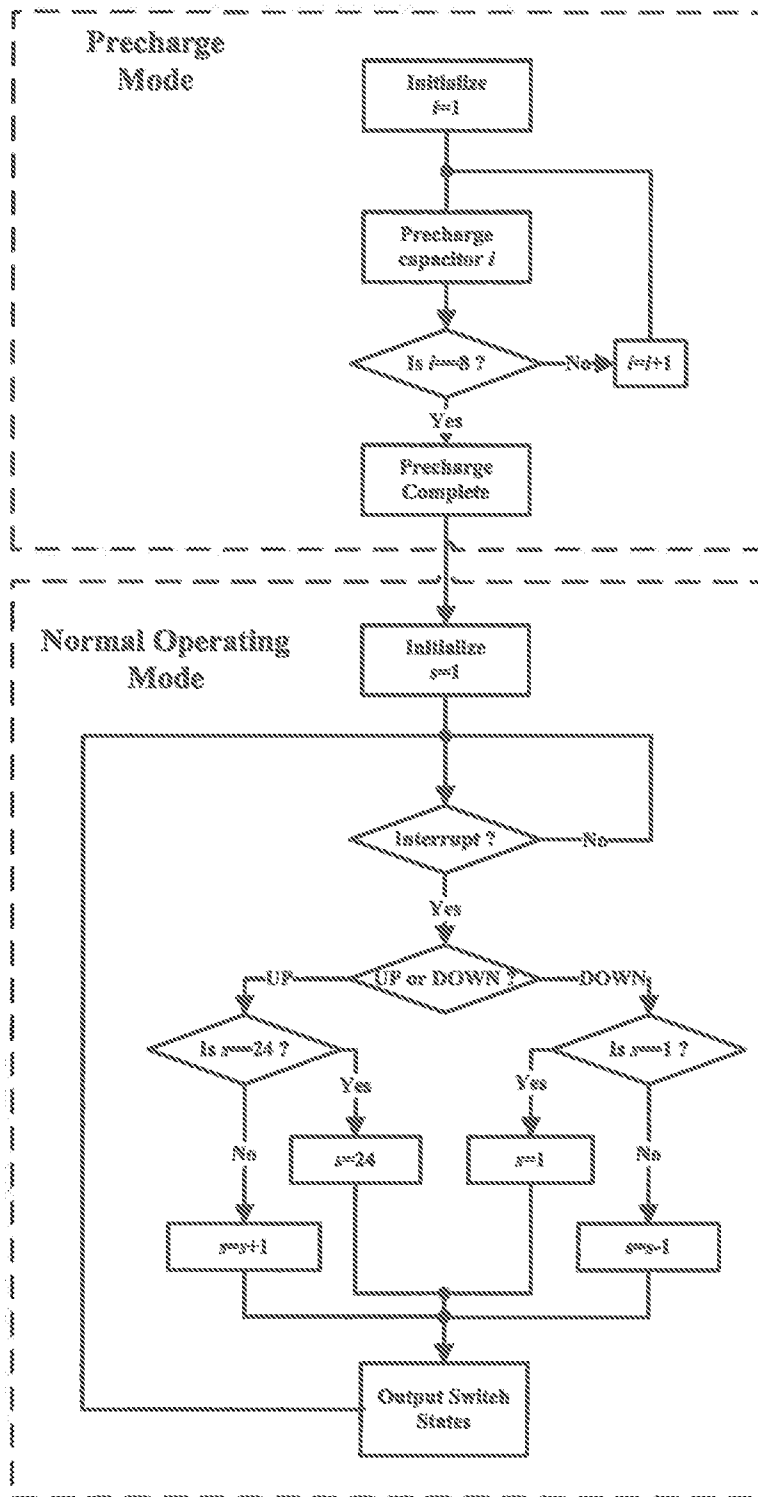 Precharge
Mode
Initialize
i=1
Precharge
capacitor i
Is i==8 ?
No
i=i+1
Yes
Precharge
Complete
Normal Operating
Mode
Initialize
s=1
Interrupt ?
No
Yes
UP
UP or DOWN ?
DOWN
Is s==24 ?
Is s==1 ?
Yes
Yes
No
s=24
s=1
No
s=s+1
s=s-1
Output Switch
States